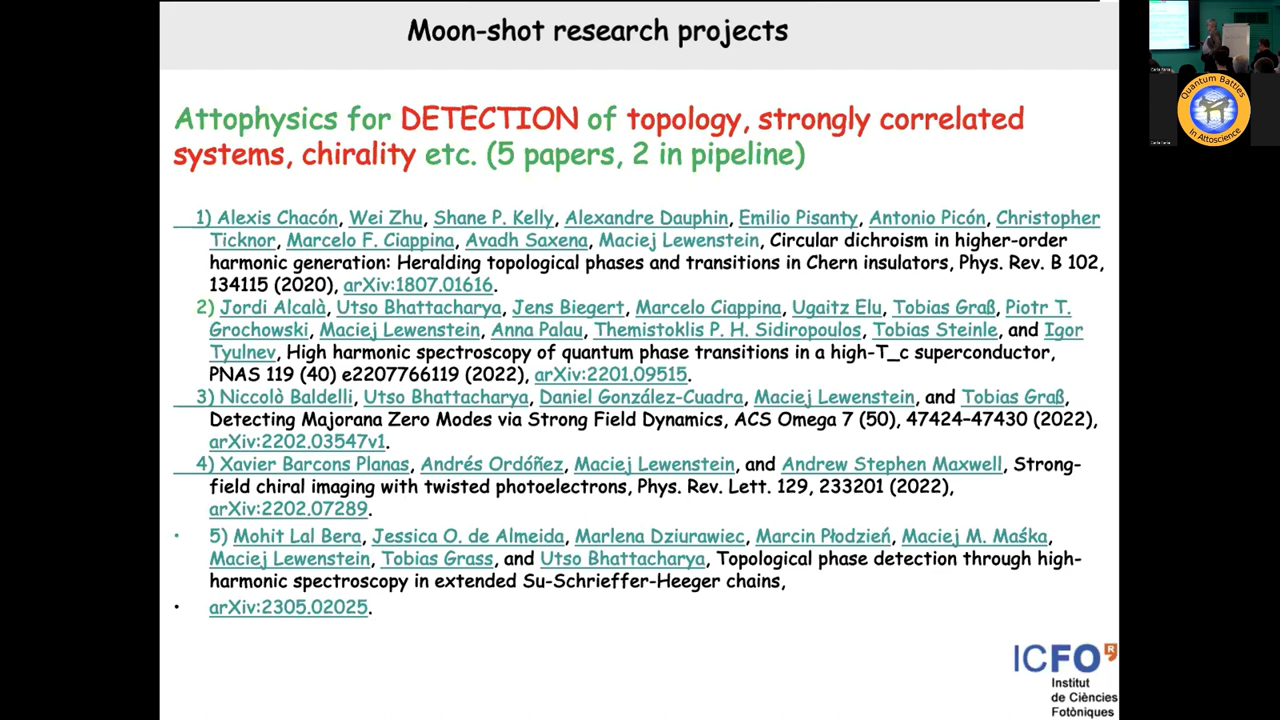 Moon-shot research projects
Attophysics for DETECTION of topology, strongly correlated
systems, chirality etc. (5 papers, 2 in pipeline)
1) Alexis Chacón, Wei Zhu, Shane P. Kelly, Alexandre Dauphin, Emilio Pisanty, Antonio Picón, Christopher
Ticknor, Marcelo F. Ciappina, Avadh Saxena, Maciej Lewenstein, Circular dichroism in higher-order
harmonic generation: Heralding topological phases and transitions in Chern insulators, Phys. Rev. B 102,
134115 (2020), arXiv:1807.01616.
2) Jordi Alcalà, Utso Bhattacharya, Jens Biegert, Marcelo Ciappina, Ugaitz Elu, Tobias Graß, Piotr T.
Grochowski, Maciej Lewenstein, Anna Palau, Themistoklis P. H. Sidiropoulos, Tobias Steinle, and Igor
Tyulnev, High harmonic spectroscopy of quantum phase transitions in a high-T_c superconductor,
PNAS 119 (40) e2207766119 (2022), arXiv:2201.09515.
3) Niccolò Baldelli, Utso Bhattacharya, Daniel González-Cuadra, Maciej Lewenstein, and Tobias Graß,
Detecting Majorana Zero Modes via Strong Field Dynamics, ACS Omega 7 (50), 47424–47430 (2022),
arXiv:2202.03547v1.
4) Xavier Barcons Planas, Andrés Ordóñez, Maciej Lewenstein, and Andrew Stephen Maxwell, Strong-
field chiral imaging with twisted photoelectrons, Phys. Rev. Lett. 129, 233201 (2022),
arXiv:2202.07289.
• 5) Mohit Lal Bera, Jessica O. de Almeida, Marlena Dziurawiec, Marcin Płodzień, Maciej M. Maśka,
Maciej Lewenstein, Tobias Grass, and Utso Bhattacharya, Topological phase detection through high-
harmonic spectroscopy in extended Su-Schrieffer-Heeger chains,
• arXiv:2305.02025.
ICFO R
Institut
de Ciències
Fotòniques
Quantum Battles
In Attoscience